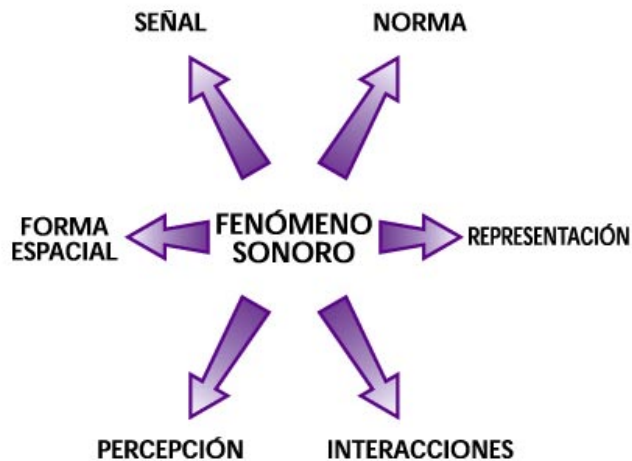 SEÑAL
NORMA
FORMA
ESPACIAL
FENÓMENO
SONORO
REPRESENTACIÓN
PERCEPCIÓN
INTERACCIONES